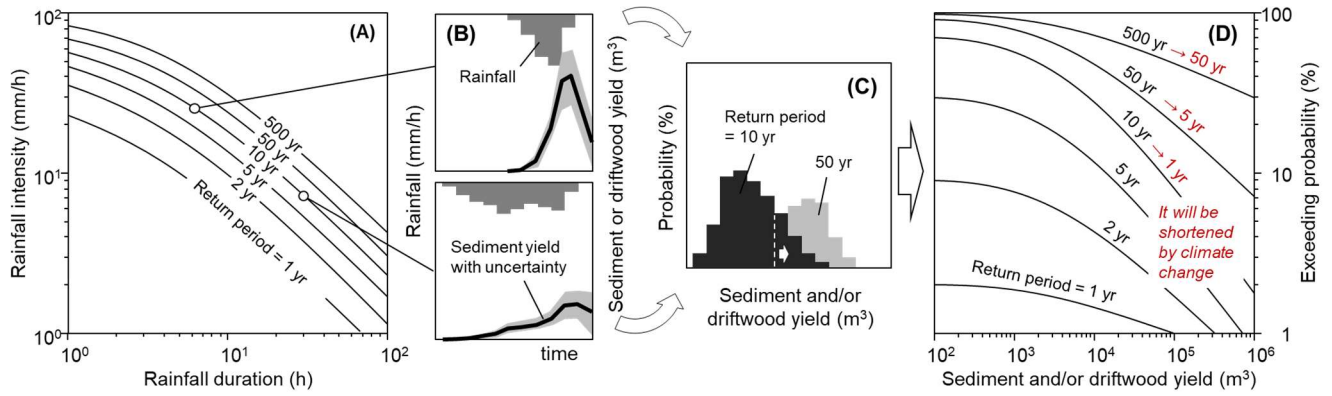 (A)
10²
10¹
10⁰
Rainfall intensity (mm/h)
500 yr
50 yr
10 yr
5 yr
2 yr
Return period = 1 yr
10⁰
10¹
10²
Rainfall duration (h)
(B)
Rainfall
Rainfall (mm/h)
Sediment yield
with uncertainty
time
Sediment or driftwood yield (m³)
(C)
Probability (%)
Return period
= 10 yr
50 yr
Sediment and/or
driftwood yield (m³)
(D)
500 yr → 50 yr
50 yr → 5 yr
10 yr → 1 yr
5 yr
2 yr
Return period = 1 yr
It will be
shortened
by climate
change
100
10
1
Exceeding probability (%)
10²
10³
10⁴
10⁵
10⁶
Sediment and/or driftwood yield (m³)